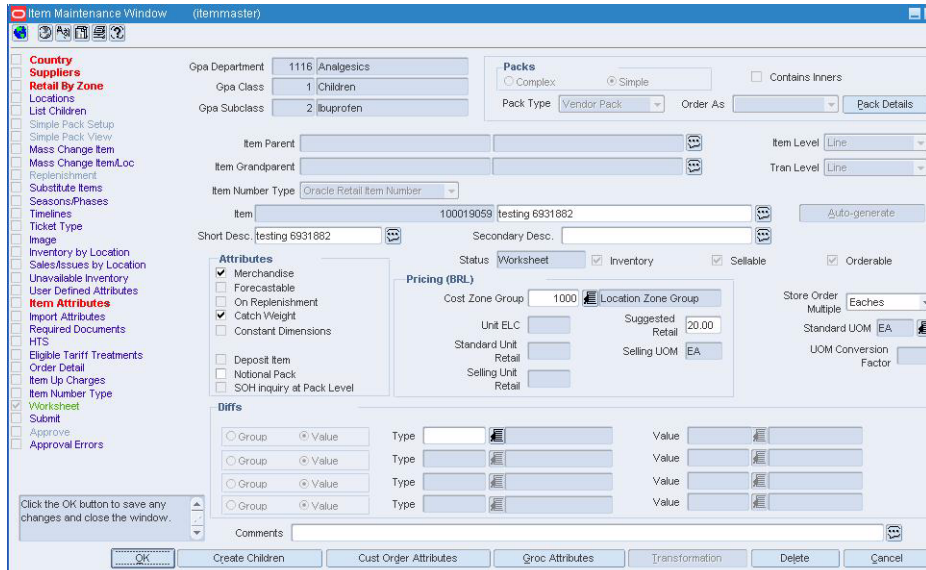 Item Maintenance Window (itemmaster)
Country
Suppliers
Retail By Zone
Locations
List Children
Simple Pack Setup
Simple Pack View
Mass Change Item
Mass Change Item/Loc
Replenishment
Substitute Items
Seasons/Phases
Timelines
Ticket Type
Image
Inventory by Location
Sales/Issues by Location
Unavailable Inventory
User Defined Attributes
Item Attributes
Import Attributes
Required Documents
HTS
Eligible Tariff Treatments
Order Detail
Item Up Charges
Item Number Type
Worksheet
Submit
Approve
Approval Errors
Click the OK button to save any
changes and close the window.
Gpa Department 1116 Analgesics
Gpa Class 1 Children
Gpa Subclass 2 Ibuprofen
Packs
Complex Simple
Pack Type Vendor Pack Order As
Contains Inners
Pack Details
Item Parent
Item Level Line
Item Grandparent
Tran Level Line
Item Number Type Oracle Retail Item Number
Item 100019059 testing 6931882
Auto-generate
Short Desc. testing 6931882 Secondary Desc.
Attributes
Merchandise
Forecastable
On Replenishment
Catch Weight
Constant Dimensions
Deposit Item
Notional Pack
SOH inquiry at Pack Level
Status Worksheet Inventory Sellable Orderable
Pricing (BRL)
Cost Zone Group 1000 Location Zone Group
Unit ELC
Suggested
Retail 20.00
Standard Unit
Retail
Selling UOM EA
Selling Unit
Retail
Store Order
Multiple Eaches
Standard UOM EA
UOM Conversion
Factor
Diffs
Group Value Type Value
Group Value Type Value
Group Value Type Value
Group Value Type Value
Comments
OK Create Children Cust Order Attributes Groc Attributes Transformation Delete Cancel